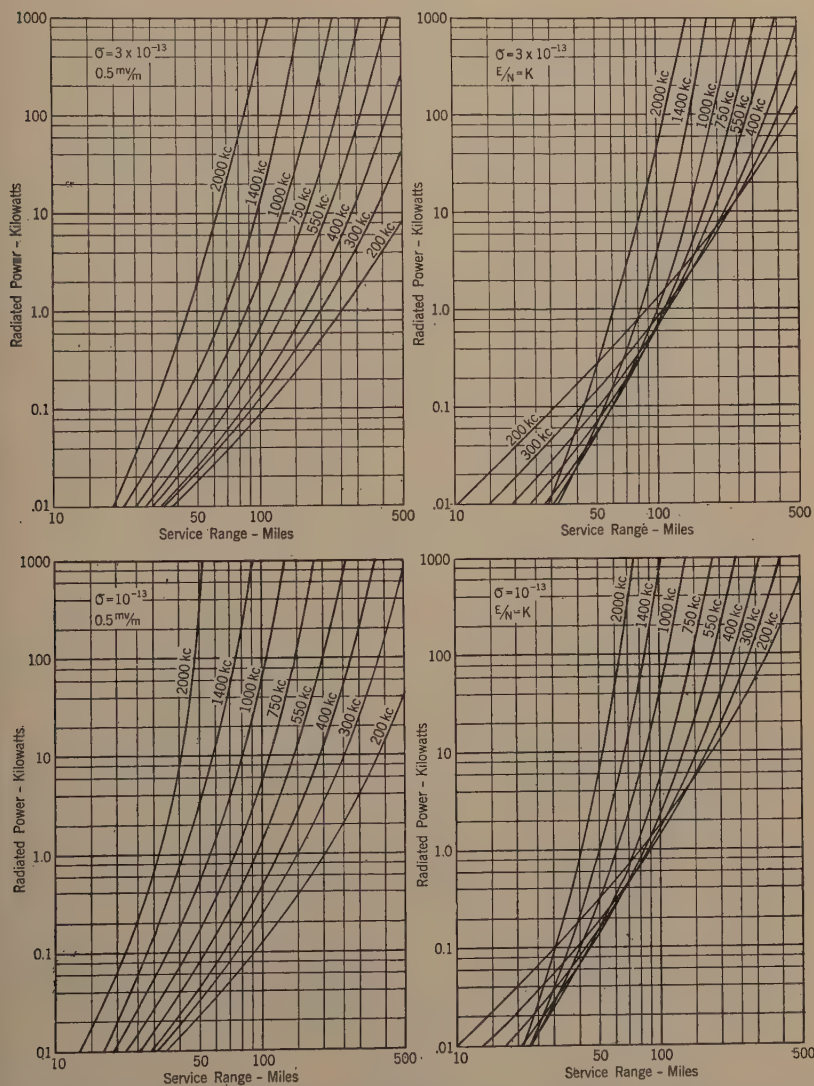 σ = 3 x 10⁻¹³
0.5 mv/m
2000 kc
1400 kc
1000 kc
750 kc
550 kc
400 kc
300 kc
200 kc
1000
100
10
1.0
0.1
.01
Radiated Power - Kilowatts
10
50
100
500
Service Range - Miles
σ = 3 x 10⁻¹³
E/N = K
2000 kc
1400 kc
1000 kc
750 kc
550 kc
400 kc
200 kc
300 kc
1000
100
10
1.0
0.1
.01
Radiated Power - Kilowatts
10
50
100
500
Service Range - Miles
σ = 10⁻¹³
0.5 mv/m
2000 kc
1400 kc
1000 kc
750 kc
550 kc
400 kc
300 kc
200 kc
1000
100
10
1.0
0.1
01
Radiated Power - Kilowatts
10
50
100
500
Service Range - Miles
σ = 10⁻¹³
E/N = K
2000 kc
1400 kc
1000 kc
750 kc
550 kc
400 kc
300 kc
200 kc
1000
100
10
1.0
0.1
.01
Radiated Power - Kilowatts
10
50
100
500
Service Range - Miles